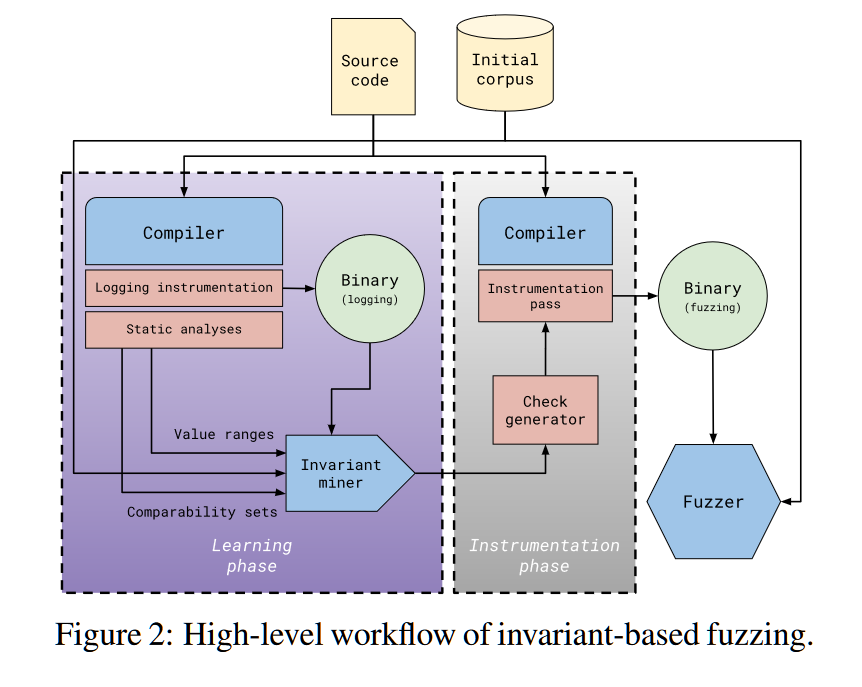 Source
code
Initial
corpus
Compiler
Logging instrumentation
Static analyses
Binary
(logging)
Value ranges
Invariant
miner
Comparability sets
Learning
phase
Compiler
Instrumentation
pass
Check
generator
Instrumentation
phase
Binary
(fuzzing)
Fuzzer
Figure 2: High-level workflow of invariant-based fuzzing.